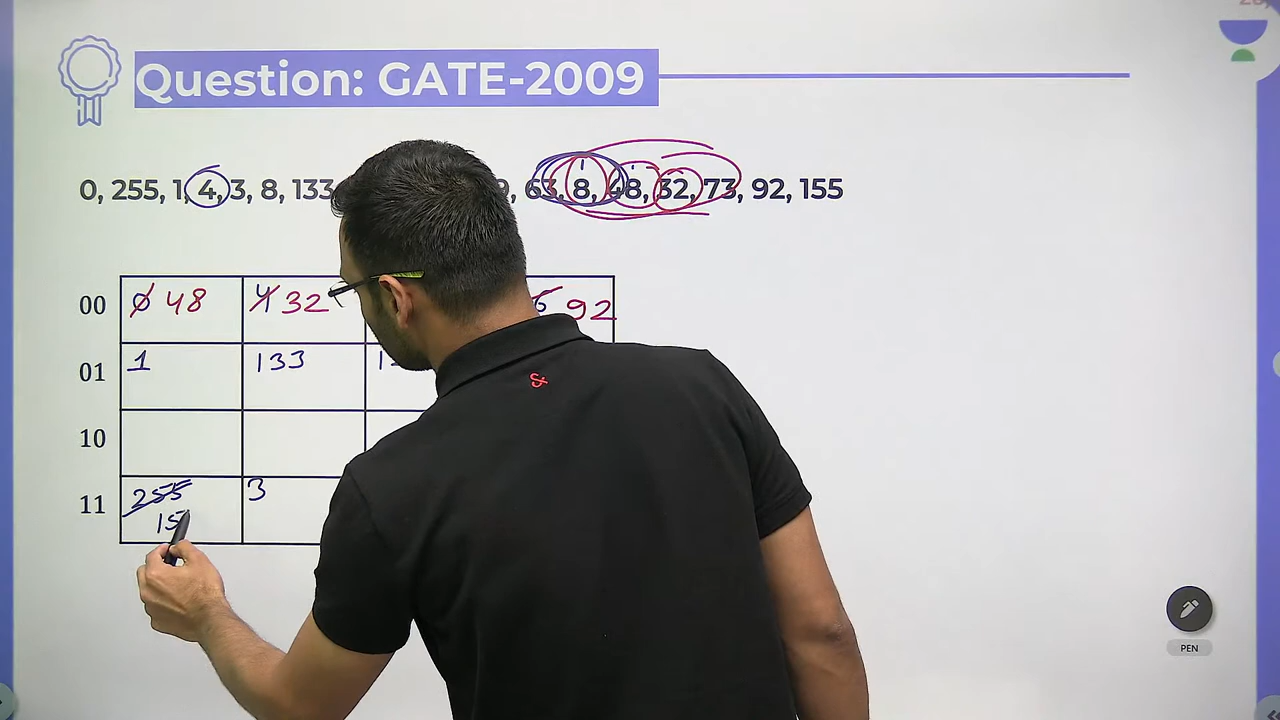 Question: GATE-2009
0, 255, 1, 4, 3, 8, 133
63, 8, 48, 32, 73, 92, 155
00 0 48 4 32 92
01 1 133
10
11 255 3
15
PEN